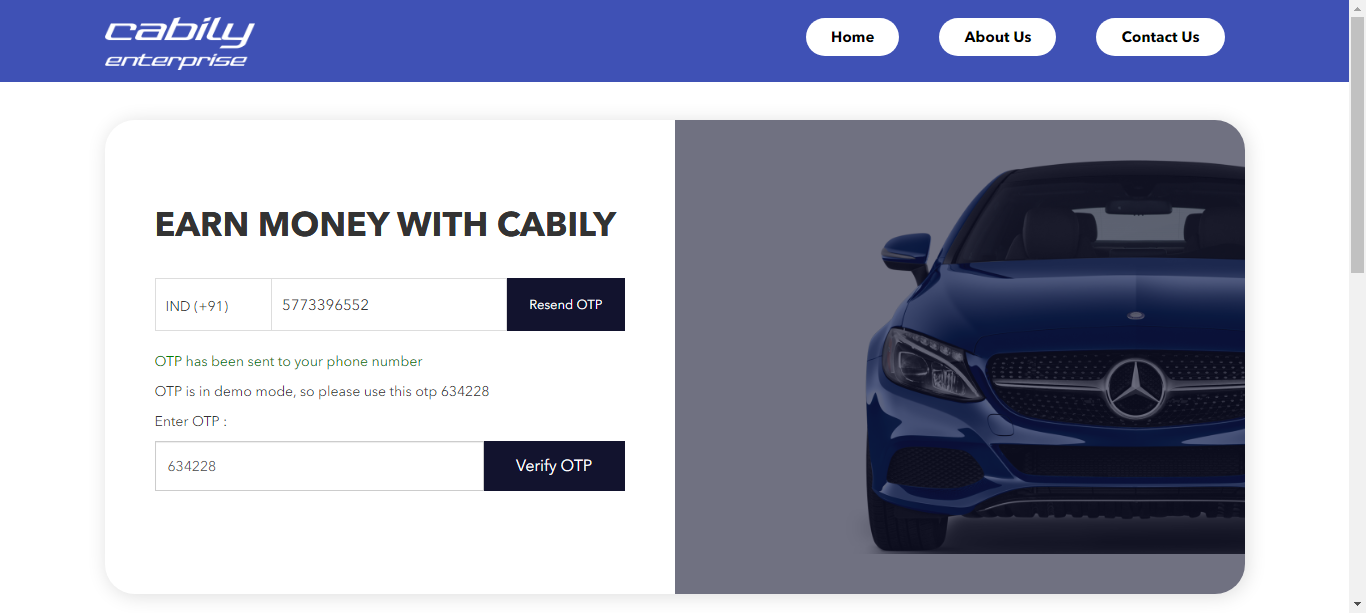 cabily
enterprise
Home
About Us
Contact Us
EARN MONEY WITH CABILY
IND (+91)
5773396552
Resend OTP
OTP has been sent to your phone number
OTP is in demo mode, so please use this otp 634228
Enter OTP :
634228
Verify OTP